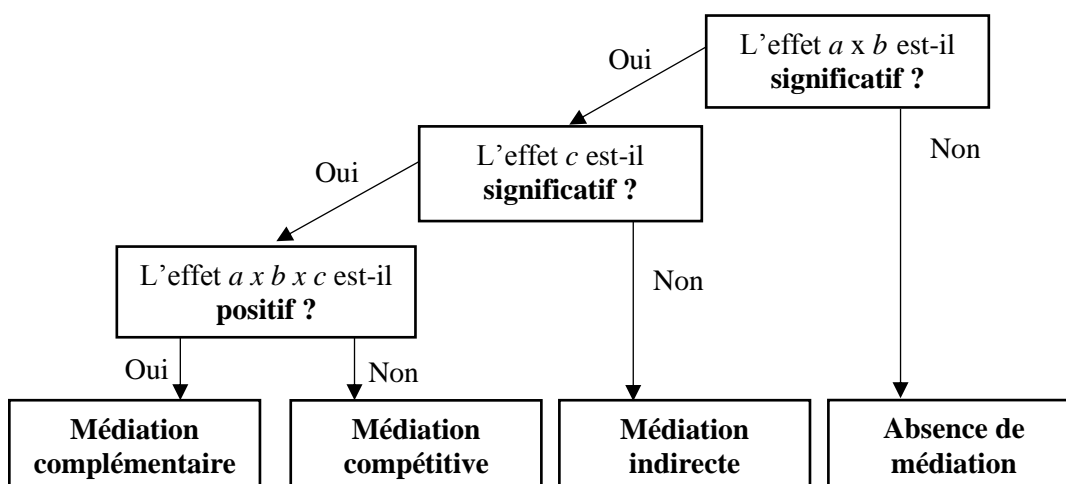 L'effet a x b est-il
significatif ?
Oui
Non
L'effet c est-il
significatif ?
Oui
Non
L'effet a x b x c est-il
positif ?
Oui
Non
Médiation
complémentaire
Médiation
compétitive
Médiation
indirecte
Absence de
médiation